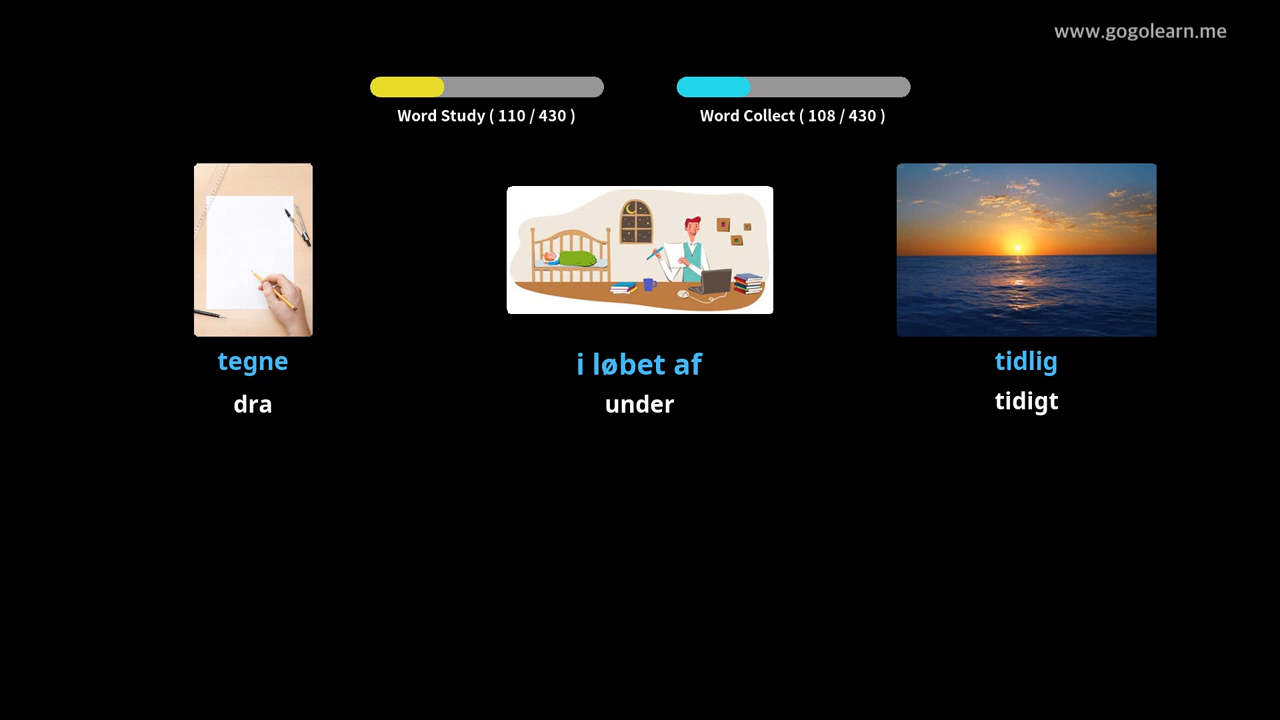 www.gogolearn.me
Word Study ( 110 / 430 )
Word Collect ( 108 / 430 )
tegne
dra
i løbet af
under
tidlig
tidigt